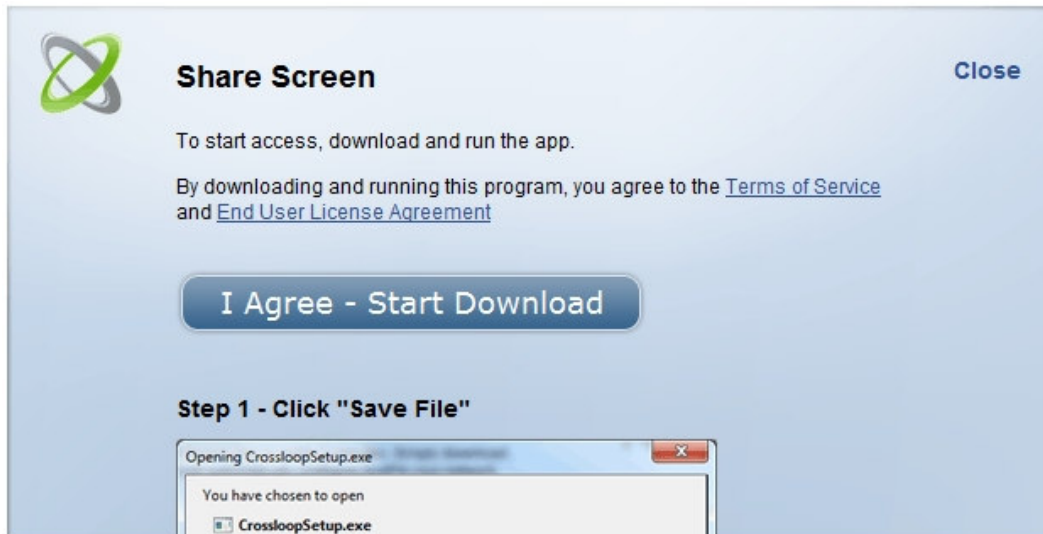 Share Screen
Close
To start access, download and run the app.
By downloading and running this program, you agree to the Terms of Service
and End User License Agreement
I Agree - Start Download
Step 1 - Click "Save File"
Opening CrossloopSetup.exe
You have chosen to open
CrossloopSetup.exe